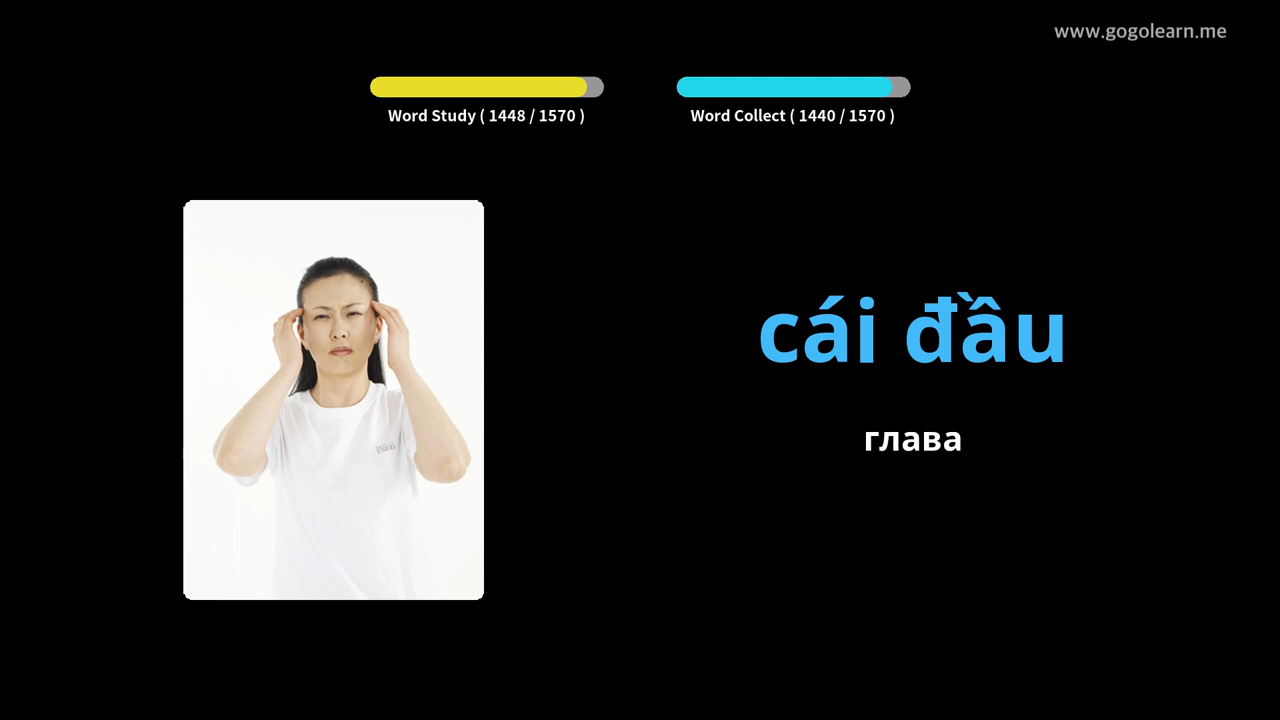 www.gogolearn.me
Word Study ( 1448 / 1570 )
Word Collect ( 1440 / 1570 )
cái đầu
глава